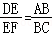 DE/EF = AB/BC